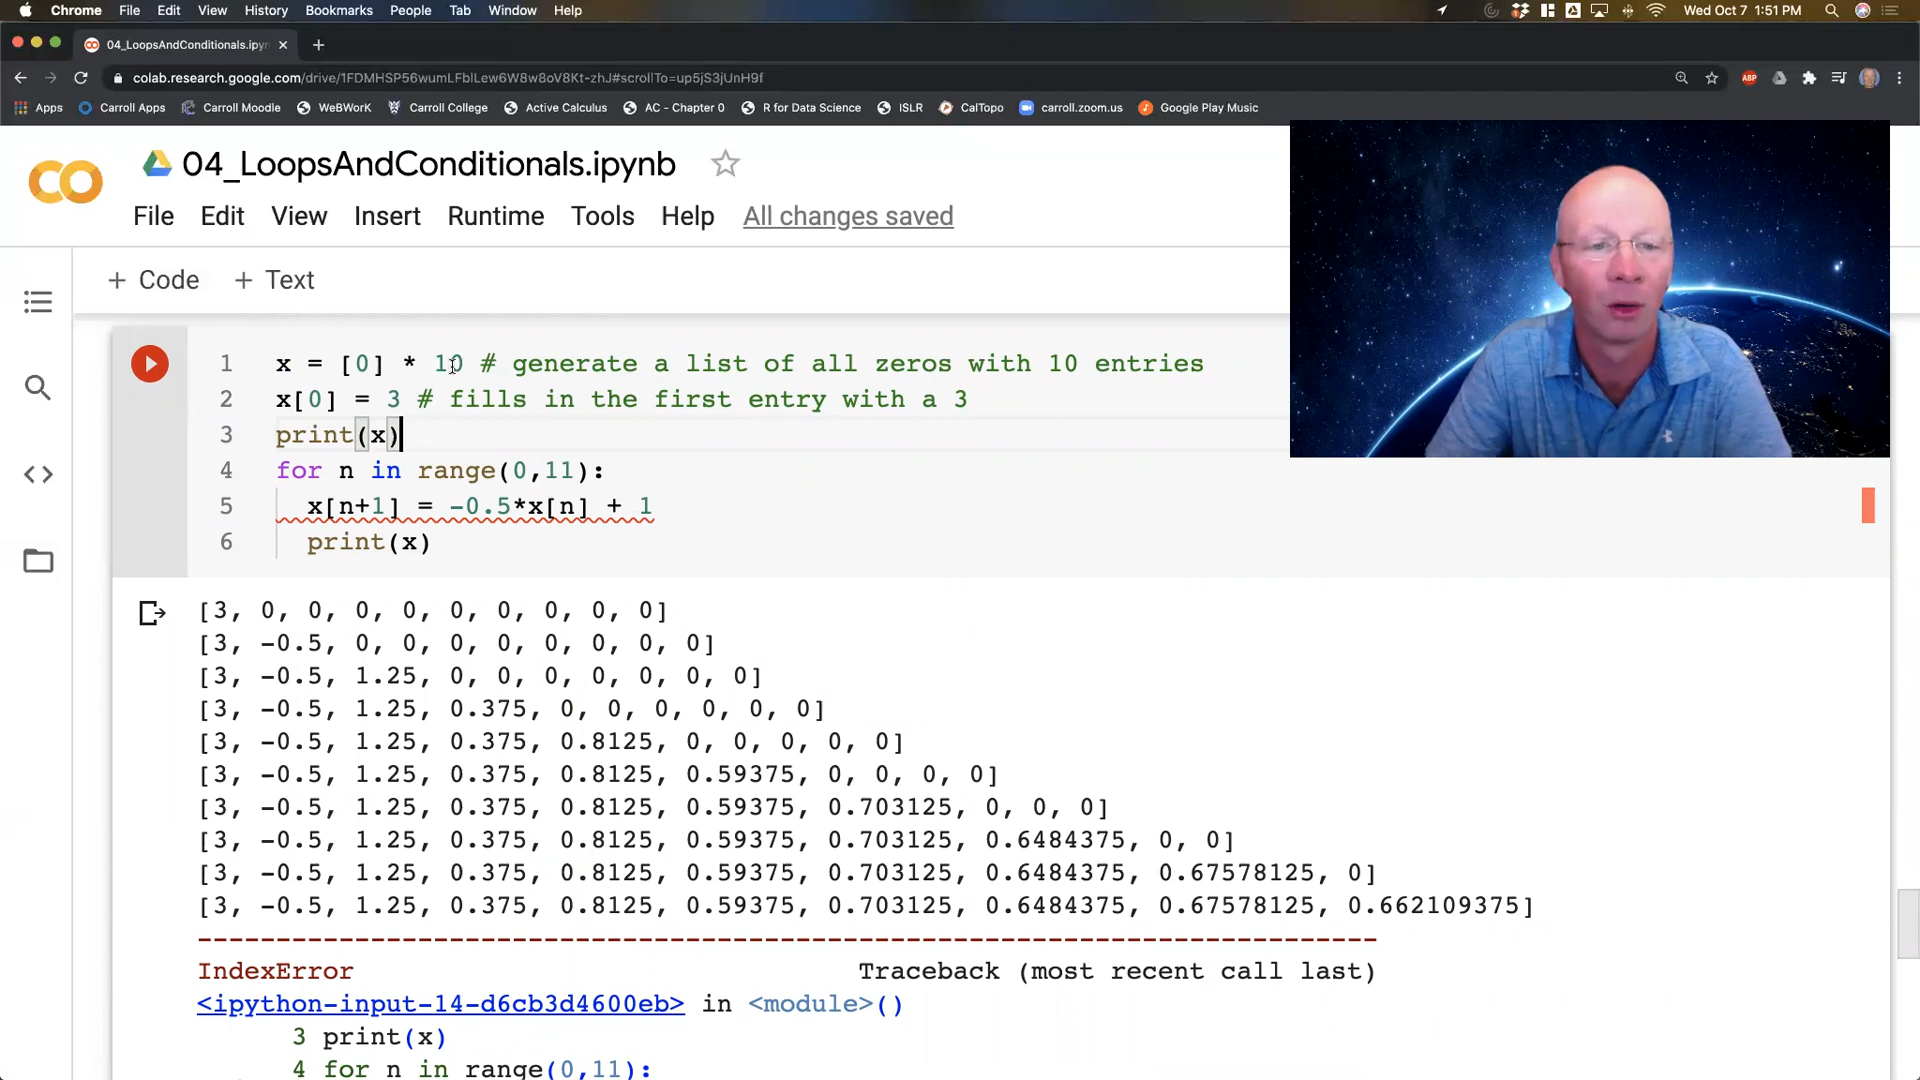 Chrome File Edit View History Bookmarks People Tab Window Help Wed Oct 7 1:51 PM
04_LoopsAndConditionals.ipyn
colab.research.google.com/drive/1FDMHSP56wumLFblLew6W8w8oV8Kt-zhJ#scrollTo=up5jS3jUnH9f ABP
Apps Carroll Apps Carroll Moodle WeBWorK Carroll College Active Calculus AC - Chapter 0 R for Data Science ISLR CalTopo carroll.zoom.us Google Play Music
04_LoopsAndConditionals.ipynb
File Edit View Insert Runtime Tools Help All changes saved
+ Code + Text
1 x = [0] * 10 # generate a list of all zeros with 10 entries
2 x[0] = 3 # fills in the first entry with a 3
3 print(x)
4 for n in range(0,11):
5 x[n+1] = -0.5*x[n] + 1
6 print(x)
[3, 0, 0, 0, 0, 0, 0, 0, 0, 0]
[3, -0.5, 0, 0, 0, 0, 0, 0, 0, 0]
[3, -0.5, 1.25, 0, 0, 0, 0, 0, 0, 0]
[3, -0.5, 1.25, 0.375, 0, 0, 0, 0, 0, 0]
[3, -0.5, 1.25, 0.375, 0.8125, 0, 0, 0, 0, 0]
[3, -0.5, 1.25, 0.375, 0.8125, 0.59375, 0, 0, 0, 0]
[3, -0.5, 1.25, 0.375, 0.8125, 0.59375, 0.703125, 0, 0, 0]
[3, -0.5, 1.25, 0.375, 0.8125, 0.59375, 0.703125, 0.6484375, 0, 0]
[3, -0.5, 1.25, 0.375, 0.8125, 0.59375, 0.703125, 0.6484375, 0.67578125, 0]
[3, -0.5, 1.25, 0.375, 0.8125, 0.59375, 0.703125, 0.6484375, 0.67578125, 0.662109375]
---------------------------------------------------------------------------
IndexError Traceback (most recent call last)
<ipython-input-14-d6cb3d4600eb> in <module>()
3 print(x)
4 for n in range(0,11):